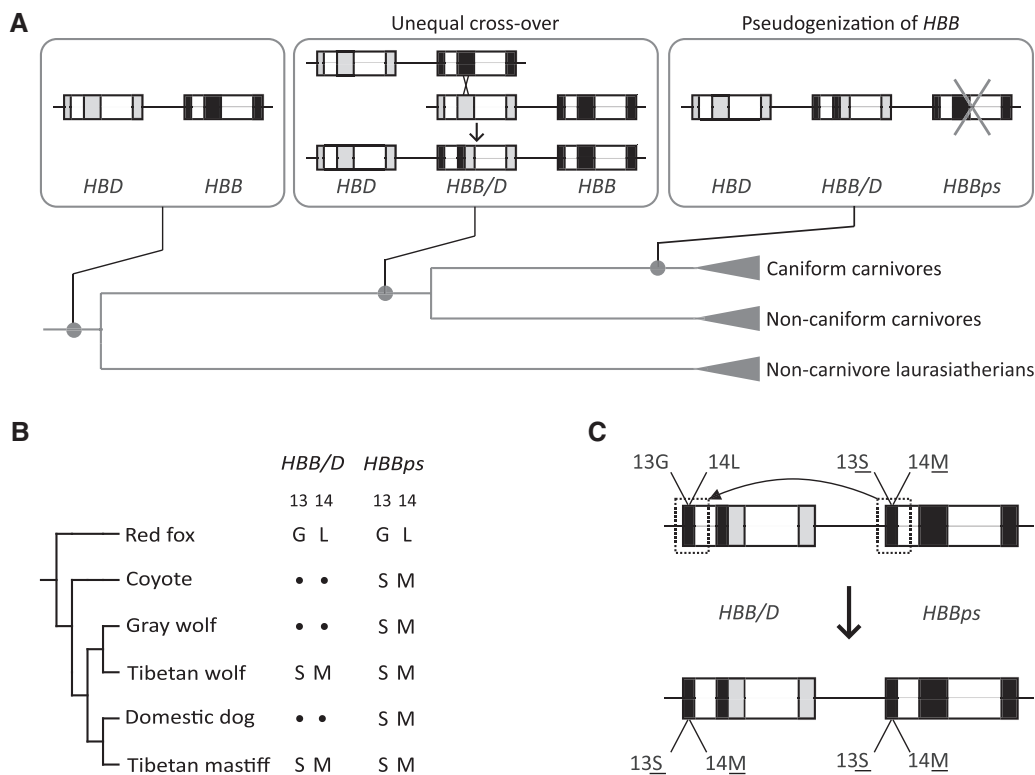 A
Unequal cross-over
Pseudogenization of HBB
HBD HBB
HBD HBB/D HBB
HBD HBB/D HBBps
Caniform carnivores
Non-caniform carnivores
Non-carnivore laurasiatherians
B
HBB/D HBBps
13 14 13 14
Red fox G L G L
Coyote • • S M
Gray wolf • • S M
Tibetan wolf S M S M
Domestic dog • • S M
Tibetan mastiff S M S M
C
13G 14L 13S 14M
HBB/D HBBps
13S 14M 13S 14M